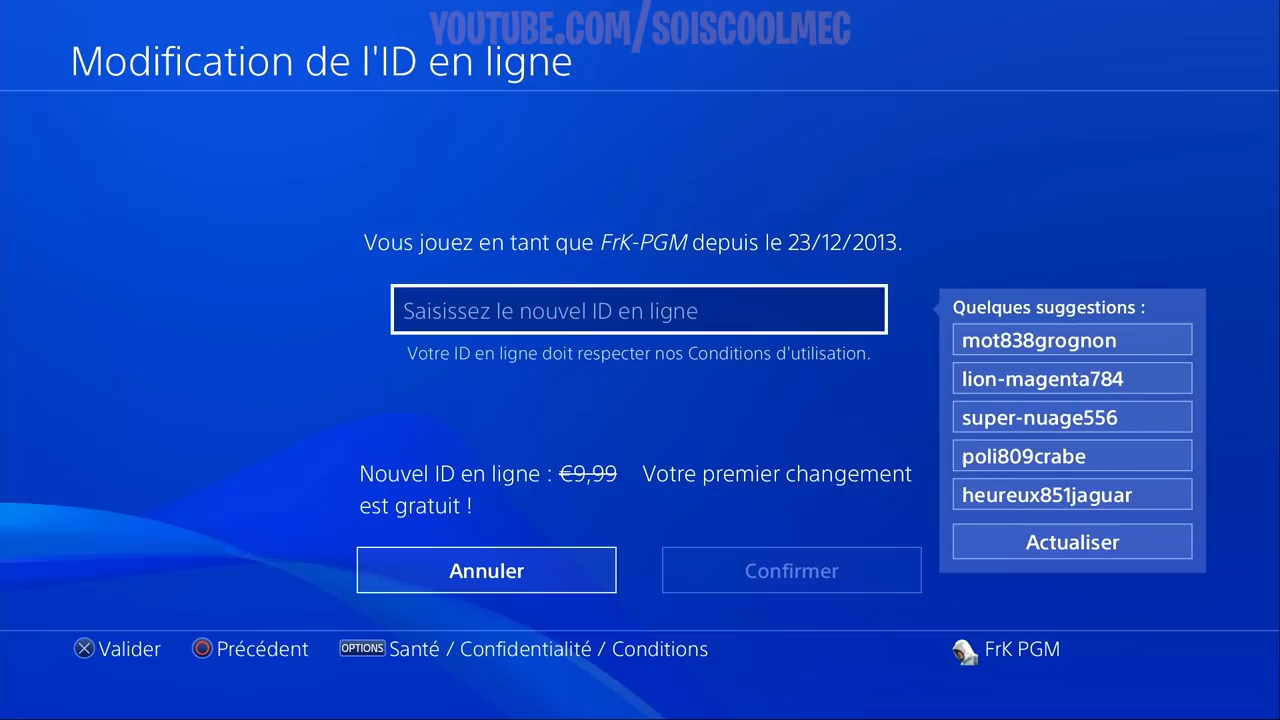 YOUTUBE.COM/SOISCOOLMEC
Modification de l'ID en ligne
Vous jouez en tant que FrK-PGM depuis le 23/12/2013.
Saisissez le nouvel ID en ligne
Votre ID en ligne doit respecter nos Conditions d'utilisation.
Quelques suggestions :
mot838grognon
lion-magenta784
super-nuage556
poli809crabe
heureux851jaguar
Actualiser
Nouvel ID en ligne : €9,99 Votre premier changement
est gratuit !
Annuler
Confirmer
Valider
Précédent
OPTIONS Santé / Confidentialité / Conditions
FrK PGM